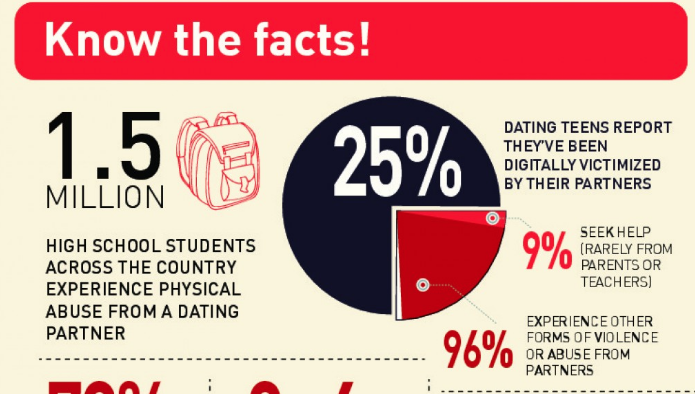 Know the facts!
1.5
MILLION
HIGH SCHOOL STUDENTS
ACROSS THE COUNTRY
EXPERIENCE PHYSICAL
ABUSE FROM A DATING
PARTNER
25%
DATING TEENS REPORT
THEY'VE BEEN
DIGITALLY VICTIMIZED
BY THEIR PARTNERS
9%
SEEK HELP
(RARELY FROM
PARENTS OR
TEACHERS)
96%
EXPERIENCE OTHER
FORMS OF VIOLENCE
OR ABUSE FROM
PARTNERS